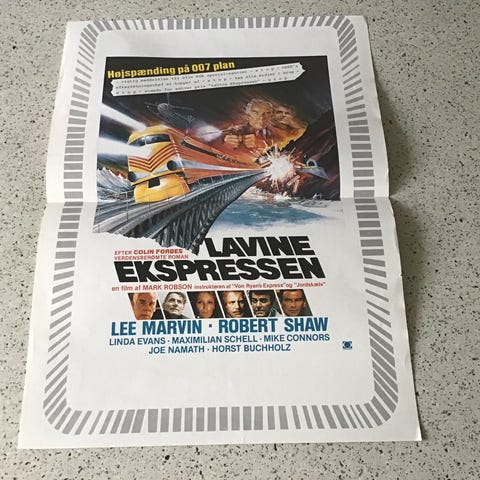 Højspænding på 007 plan
EFTER COLIN FORBES
VERDENSBERØMTE ROMAN
LAVINE
EKSPRESSEN
en film af MARK ROBSON instruktøren af "Von Ryan's Express" og "Jordskælv"
LEE MARVIN · ROBERT SHAW
LINDA EVANS · MAXIMILIAN SCHELL · MIKE CONNORS
JOE NAMATH · HORST BUCHHOLZ